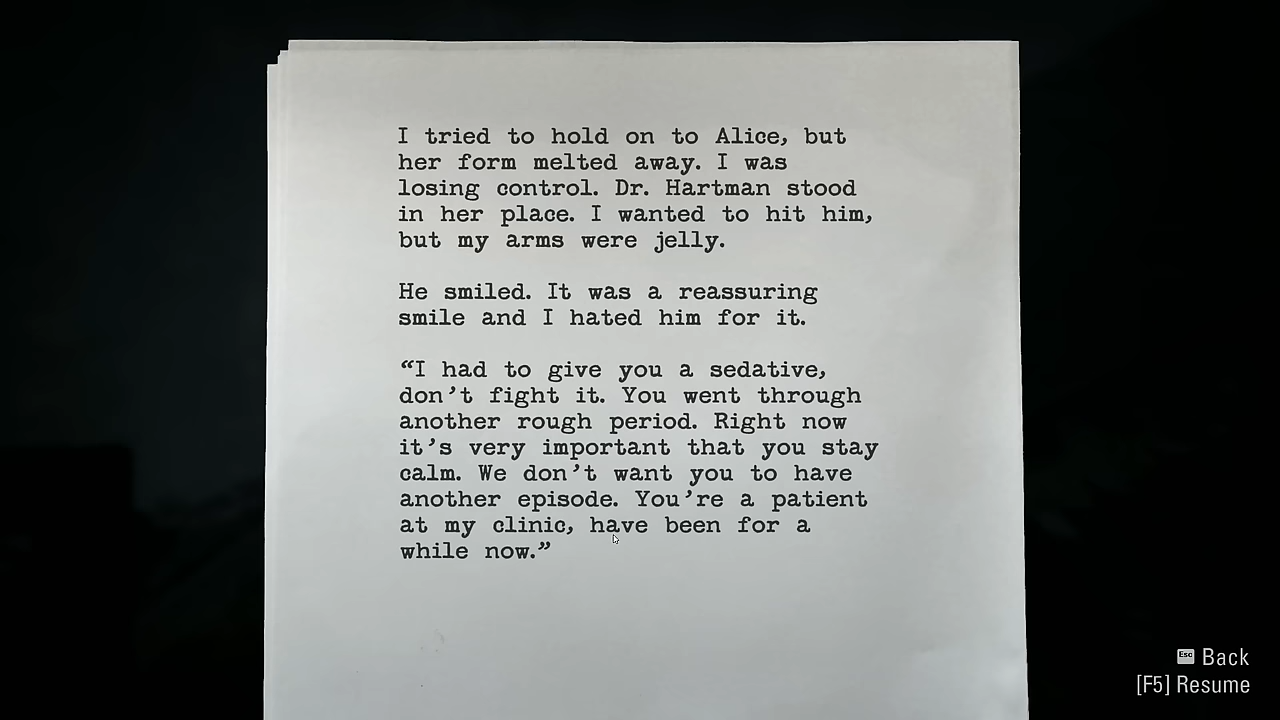 I tried to hold on to Alice, but
her form melted away. I was
losing control. Dr. Hartman stood
in her place. I wanted to hit him,
but my arms were jelly.
He smiled. It was a reassuring
smile and I hated him for it.
“I had to give you a sedative,
don’t fight it. You went through
another rough period. Right now
it’s very important that you stay
calm. We don’t want you to have
another episode. You’re a patient
at my clinic, have been for a
while now.”
Esc Back
[F5] Resume